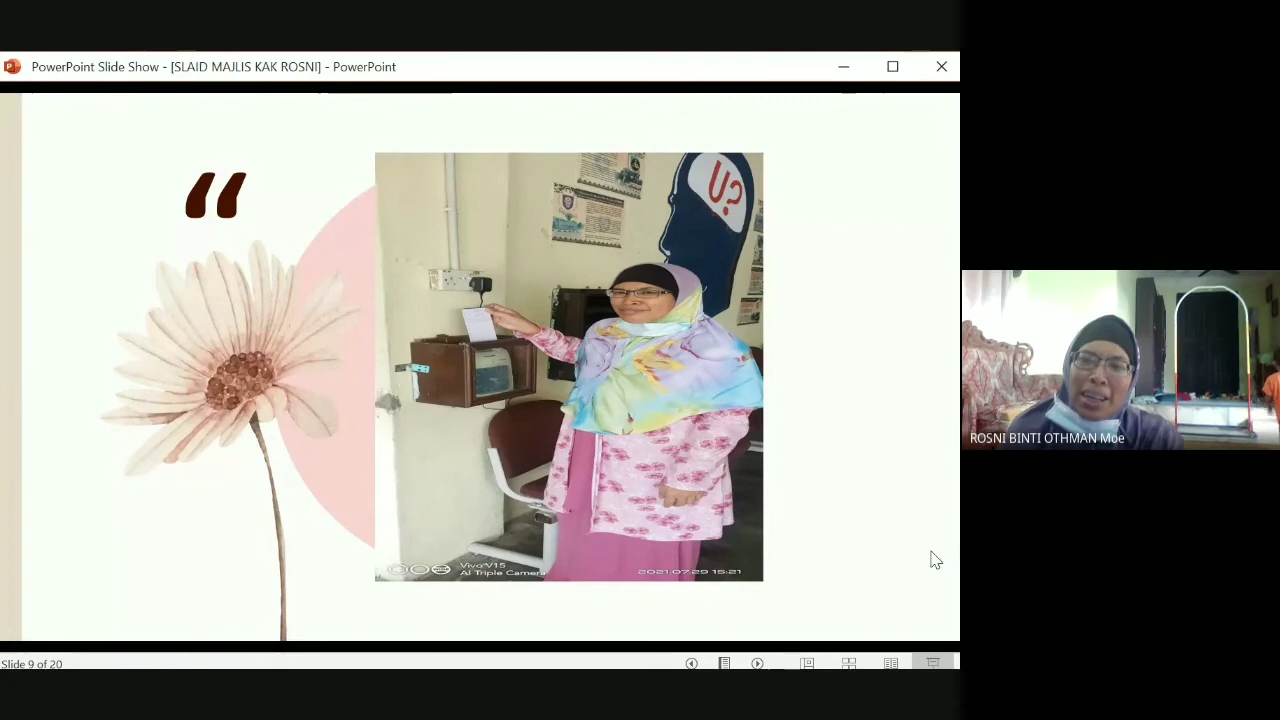 PowerPoint Slide Show - [SLAID MAJLIS KAK ROSNI] - PowerPoint
“
U?
Vivo V15
AI Triple Camera
2021.07.29 15:21
ROSNI BINTI OTHMAN Moe
Slide 9 of 20